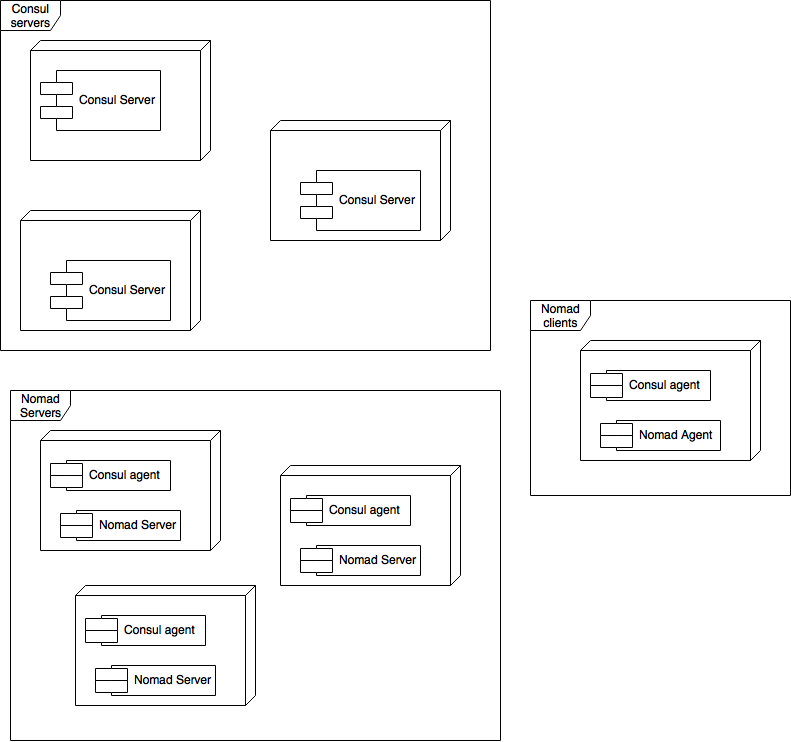 Consul
servers
Consul Server
Consul Server
Consul Server
Nomad
clients
Consul agent
Nomad Agent
Nomad
Servers
Consul agent
Nomad Server
Consul agent
Nomad Server
Consul agent
Nomad Server